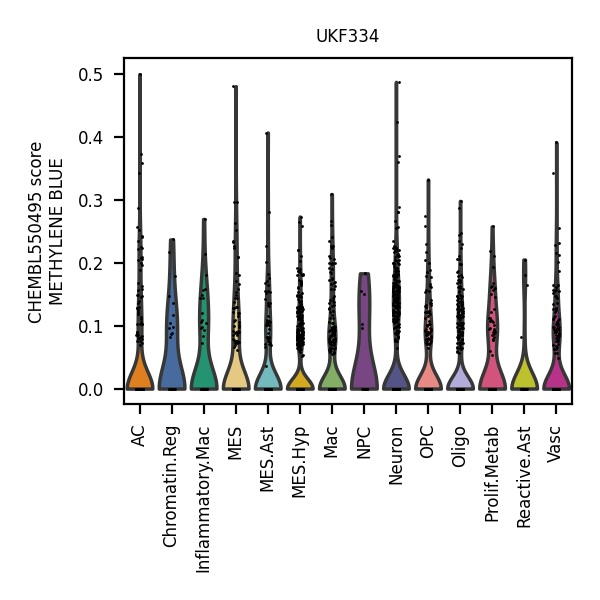 UKF334
CHEMBL550495 score
METHYLENE BLUE
0.5
0.4
0.3
0.2
0.1
0.0
AC
Chromatin.Reg
Inflammatory.Mac
MES
MES.Ast
MES.Hyp
Mac
NPC
Neuron
OPC
Oligo
Prolif.Metab
Reactive.Ast
Vasc